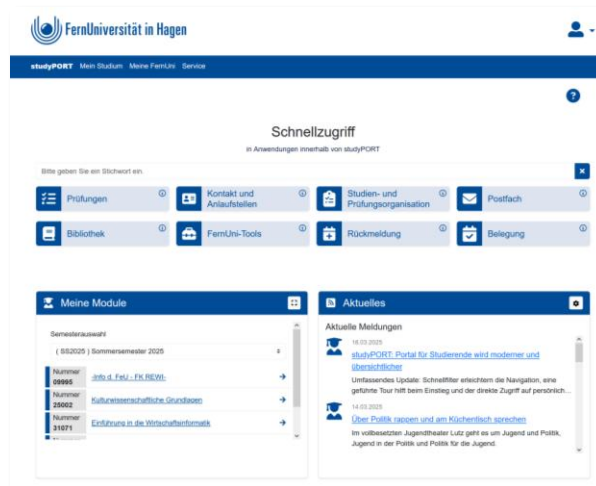 FernUniversität in Hagen
studyPORT Mein Studium Meine FernUni Service
Schnellzugriff
in Anwendungen innerhalb von studyPORT
Bitte geben Sie ein Stichwort ein.
Prüfungen
Kontakt und
Anlaufstellen
Studien- und
Prüfungsorganisation
Postfach
Bibliothek
FernUni-Tools
Rückmeldung
Belegung
Meine Module
Semesterauswahl
( SS2025 ) Sommersemester 2025
Nummer
09995
-Info d. FeU - FK REWI-
Nummer
25002
Kulturwissenschaftliche Grundlagen
Nummer
31071
Einführung in die Wirtschaftsinformatik
Aktuelles
Aktuelle Meldungen
18.03.2025
studyPORT: Portal für Studierende wird moderner und
übersichtlicher
Umfassendes Update: Schnellfilter erleichtern die Navigation, eine
geführte Tour hilft beim Einstieg und der direkte Zugriff auf persönlich...
14.03.2025
Über Politik rappen und am Küchentisch sprechen
Im vollbesetzten Jugendtheater Lutz geht es um Jugend und Politik,
Jugend in der Politik und Politik für die Jugend.